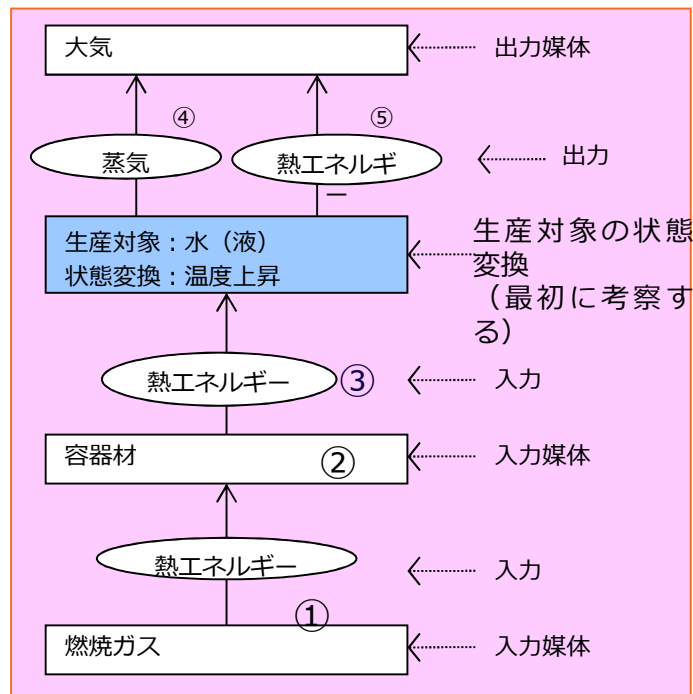 大気
出力媒体
④
⑤
蒸気
熱エネルギ
ー
出力
生産対象：水（液）
状態変換：温度上昇
生産対象の状態
変換
（最初に考察す
る）
熱エネルギー
③
入力
容器材
②
入力媒体
熱エネルギー
入力
①
燃焼ガス
入力媒体